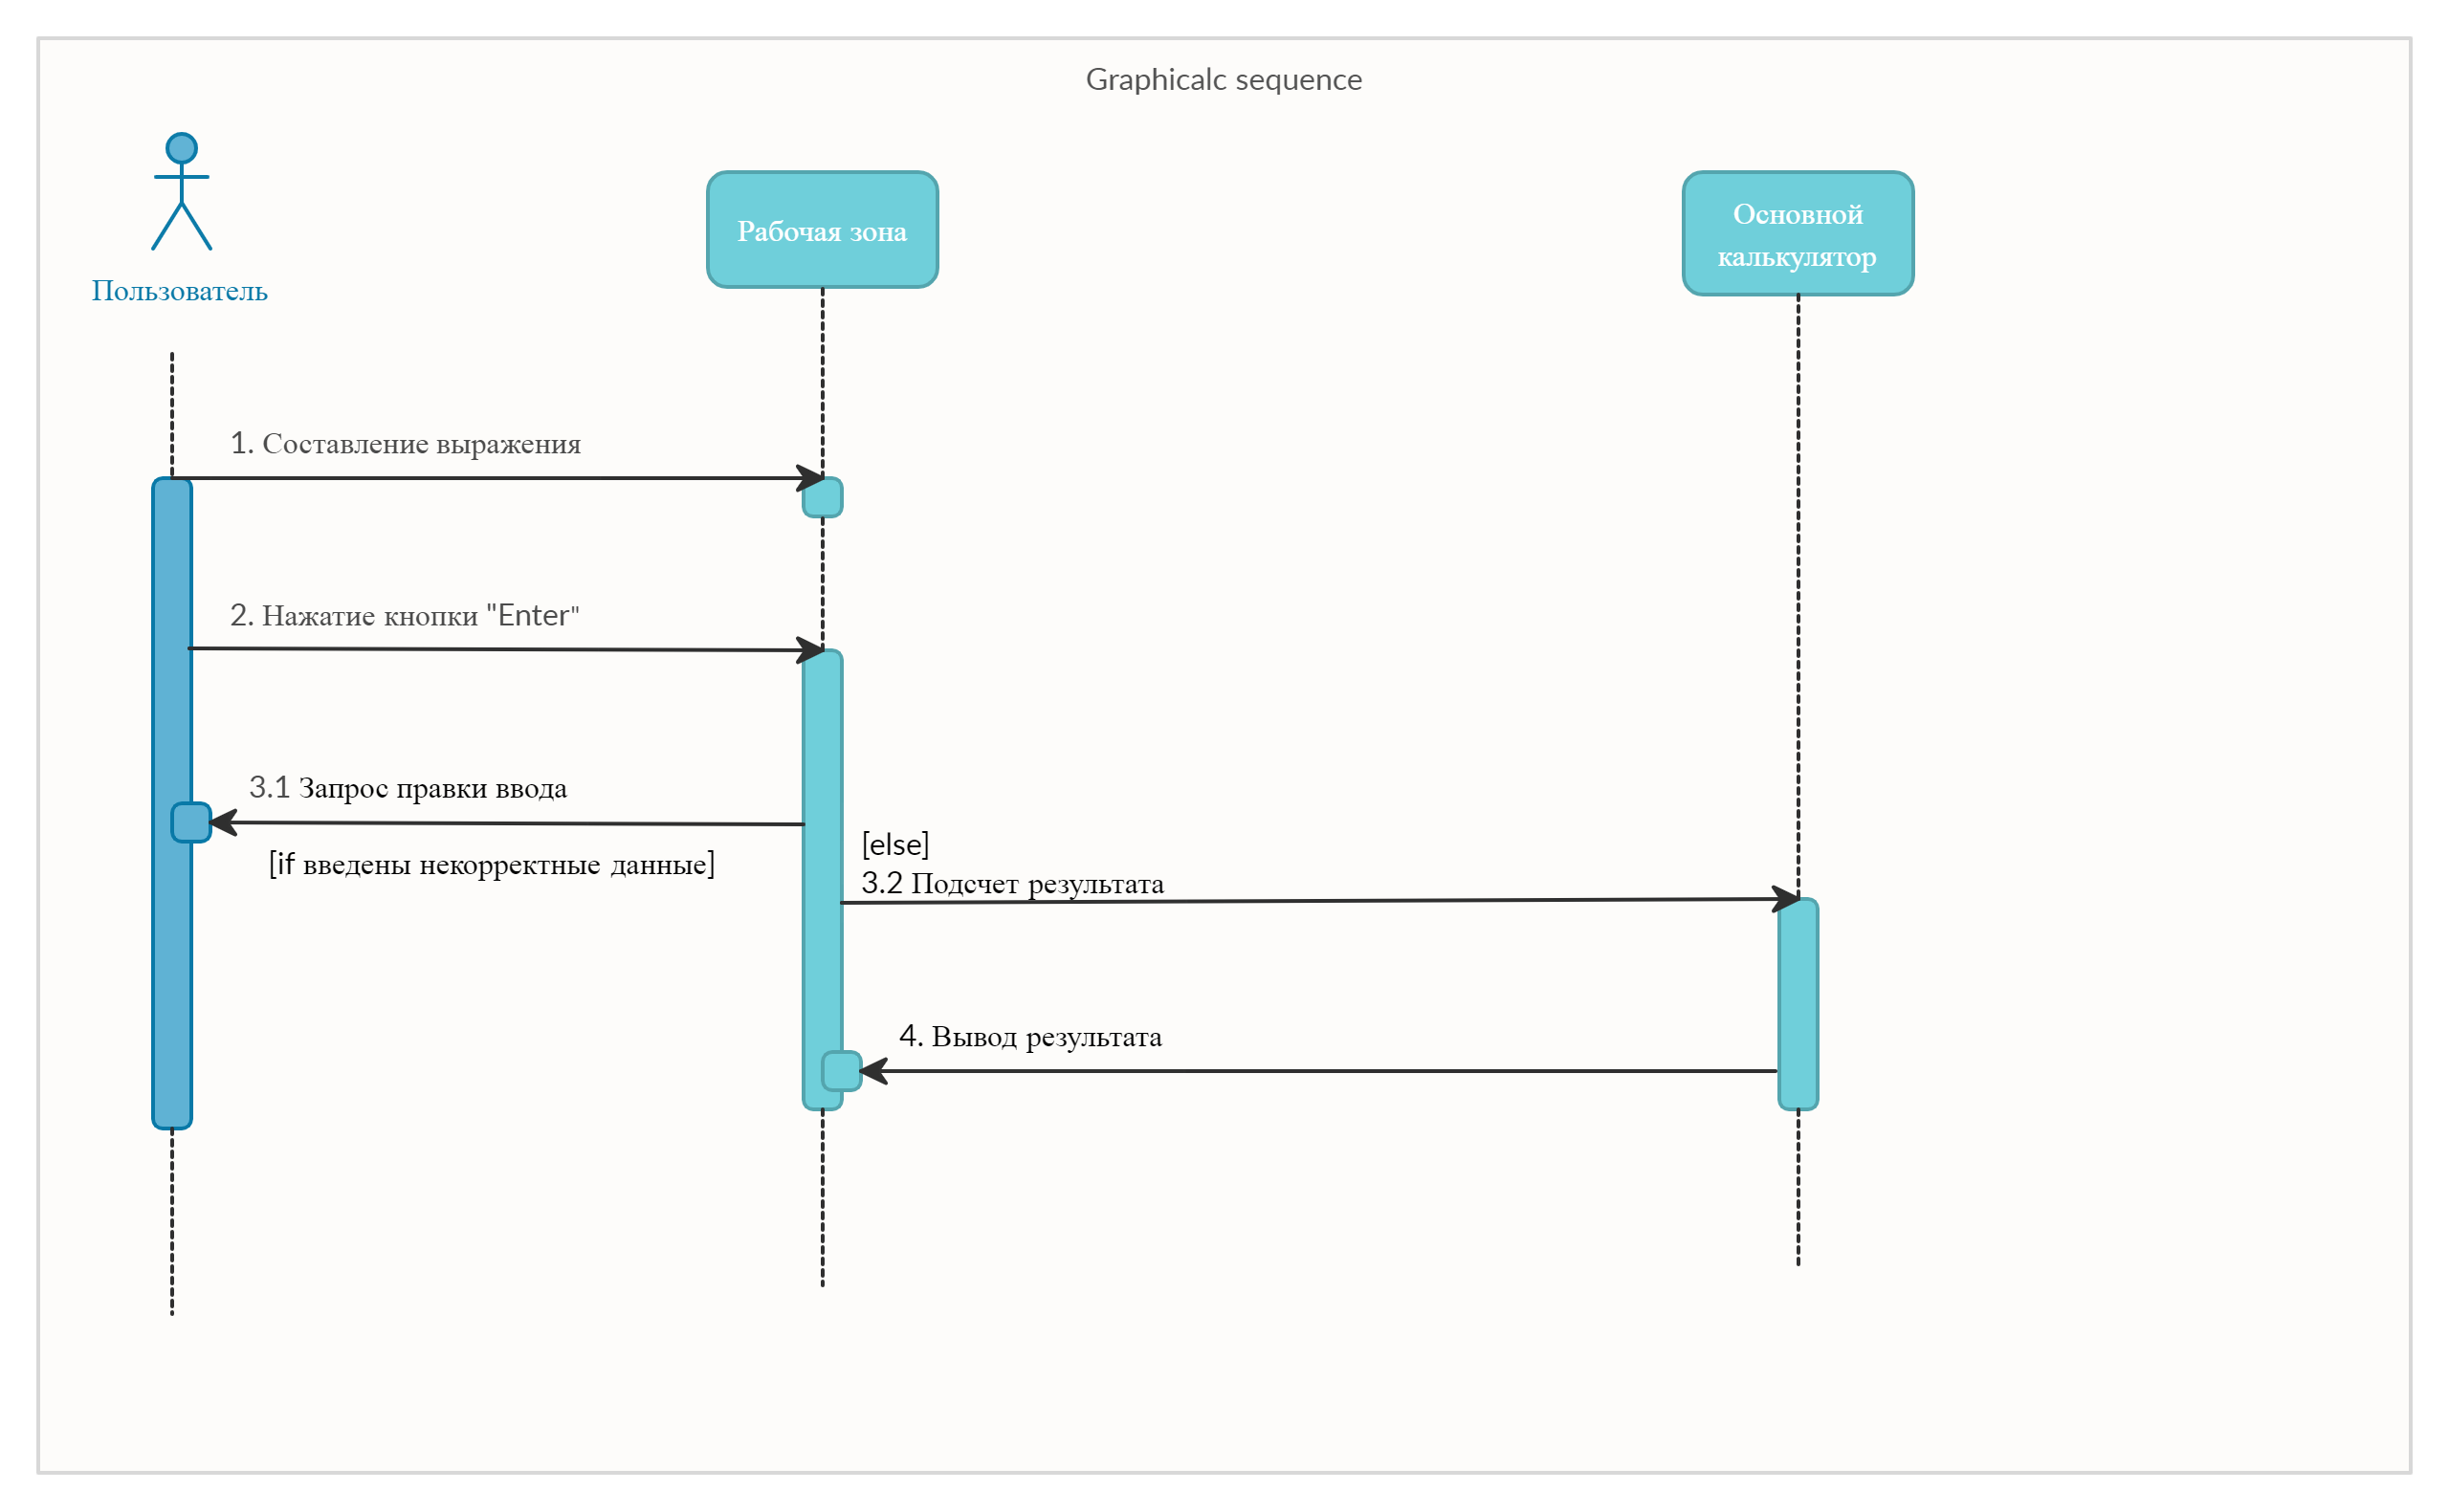 Graphicalc sequence
Пользователь
Рабочая зона
Основной
калькулятор
1. Составление выражения
2. Нажатие кнопки "Enter"
3.1 Запрос правки ввода
[if введены некорректные данные]
[else]
3.2 Подсчет результата
4. Вывод результата